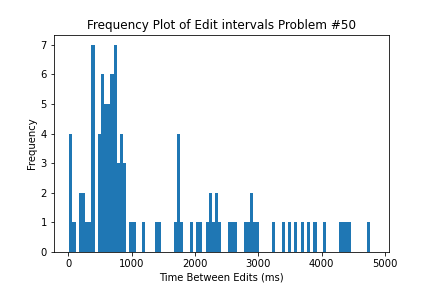 Frequency Plot of Edit intervals Problem #50
7
6
5
4
3
2
1
0
Frequency
0 1000 2000 3000 4000 5000
Time Between Edits (ms)